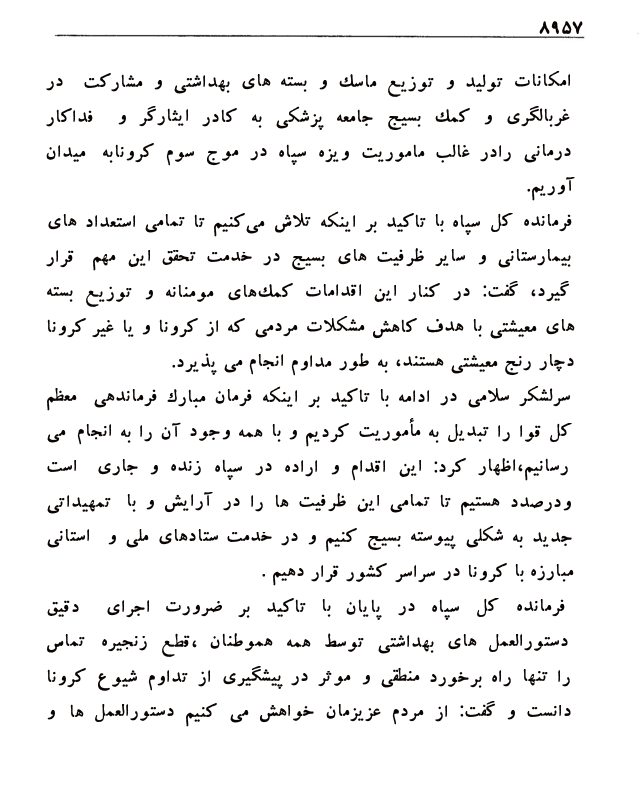 ۸۹۵۷
امکانات تولید و توزیع ماسك و بسته های بهداشتی و مشارکت در
غربالگری و کمك بسیج جامعه پزشکی به کادر ایثارگر و فداکار
درمانی رادر غالب ماموریت ویژه سپاه در موج سوم کرونابه میدان
آوریم.
فرمانده کل سپاه با تاکید بر اینکه تلاش می‌کنیم تا تمامی استعداد های
بیمارستانی و سایر ظرفیت های بسیج در خدمت تحقق این مهم قرار
گیرد، گفت: در کنار این اقدامات کمك‌های مومنانه و توزیع بسته
های معیشتی با هدف کاهش مشکلات مردمی که از کرونا و یا غیر کرونا
دچار رنج معیشتی هستند، به طور مداوم انجام می پذیرد.
سرلشکر سلامی در ادامه با تاکید بر اینکه فرمان مبارك فرماندهی معظم
کل قوا را تبدیل به مأموریت کردیم و با همه وجود آن را به انجام می
رسانیم،اظهار کرد: این اقدام و اراده در سپاه زنده و جاری است
ودرصدد هستیم تا تمامی این ظرفیت ها را در آرایش و با تمهیداتی
جدید به شکلی پیوسته بسیج کنیم و در خدمت ستادهای ملی و استانی
مبارزه با کرونا در سراسر کشور قرار دهیم .
فرمانده کل سپاه در پایان با تاکید بر ضرورت اجرای دقیق
دستورالعمل های بهداشتی توسط همه هموطنان ،قطع زنجیره تماس
را تنها راه برخورد منطقی و موثر در پیشگیری از تداوم شیوع کرونا
دانست و گفت: از مردم عزیزمان خواهش می کنیم دستورالعمل ها و